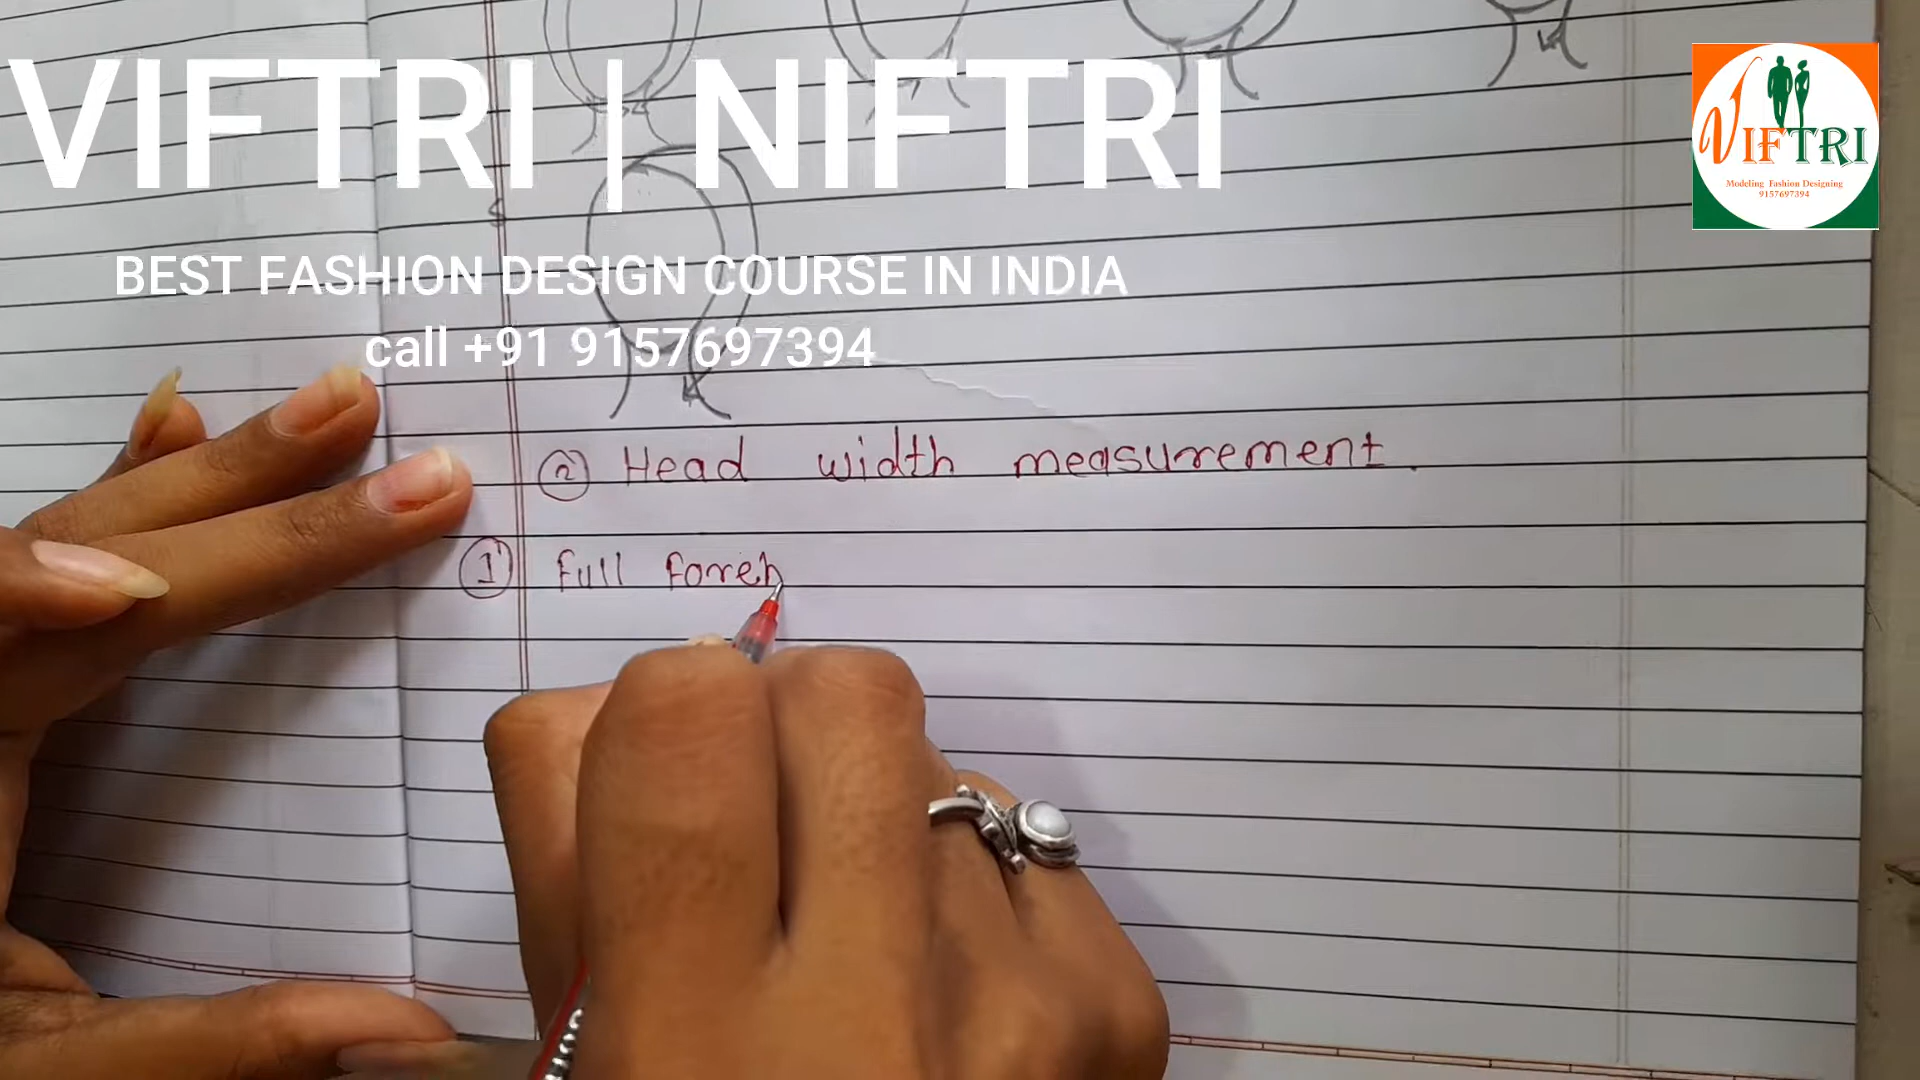 VIFTRI | NIFTRI
VIFTRI
Modeling Fashion Designing
9157697394
BEST FASHION DESIGN COURSE IN INDIA
call +91 9157697394
② Head width measurement.
① Full foreh